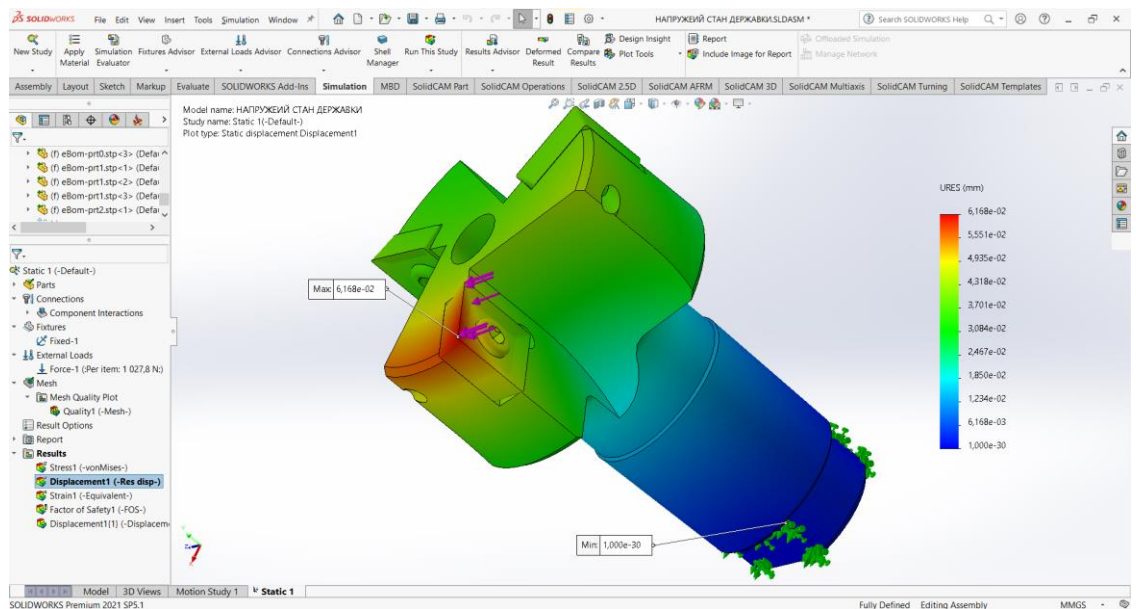 SOLIDWORKS
File Edit View Insert Tools Simulation Window
НАПРУЖЕИЙ СТАН ДЕРЖАВКИ.SLDASM *
Search SOLIDWORKS Help
New Study
Apply Material
Simulation Evaluator
Fixtures Advisor
External Loads Advisor
Connections Advisor
Shell Manager
Run This Study
Results Advisor
Deformed Result
Compare Results
Design Insight
Plot Tools
Report
Include Image for Report
Offloaded Simulation
Manage Network
Assembly Layout Sketch Markup Evaluate SOLIDWORKS Add-Ins Simulation MBD SolidCAM Part SolidCAM Operations SolidCAM 2.5D SolidCAM AFRM SolidCAM 3D SolidCAM Multiaxis SolidCAM Turning SolidCAM Templates
Model name: НАПРУЖЕИЙ СТАН ДЕРЖАВКИ
Study name: Static 1(-Default-)
Plot type: Static displacement Displacement1
(f) eBom-prt0.stp<3> (Defa
(f) eBom-prt1.stp<1> (Defau
(f) eBom-prt1.stp<2> (Defau
(f) eBom-prt1.stp<3> (Defau
(f) eBom-prt2.stp<1> (Defau
Static 1 (-Default-)
Parts
Connections
Component Interactions
Fixtures
Fixed-1
External Loads
Force-1 (:Per item: 1 027,8 N:)
Mesh
Mesh Quality Plot
Quality1 (-Mesh-)
Result Options
Report
Results
Stress1 (-vonMises-)
Displacement1 (-Res disp-)
Strain1 (-Equivalent-)
Factor of Safety1 (-FOS-)
Displacement1{1} (-Displacem
Max: 6,168e-02
Min: 1,000e-30
URES (mm)
6,168e-02
5,551e-02
4,935e-02
4,318e-02
3,701e-02
3,084e-02
2,467e-02
1,850e-02
1,234e-02
6,168e-03
1,000e-30
Model 3D Views Motion Study 1 Static 1
SOLIDWORKS Premium 2021 SP5.1
Fully Defined Editing Assembly MMGS